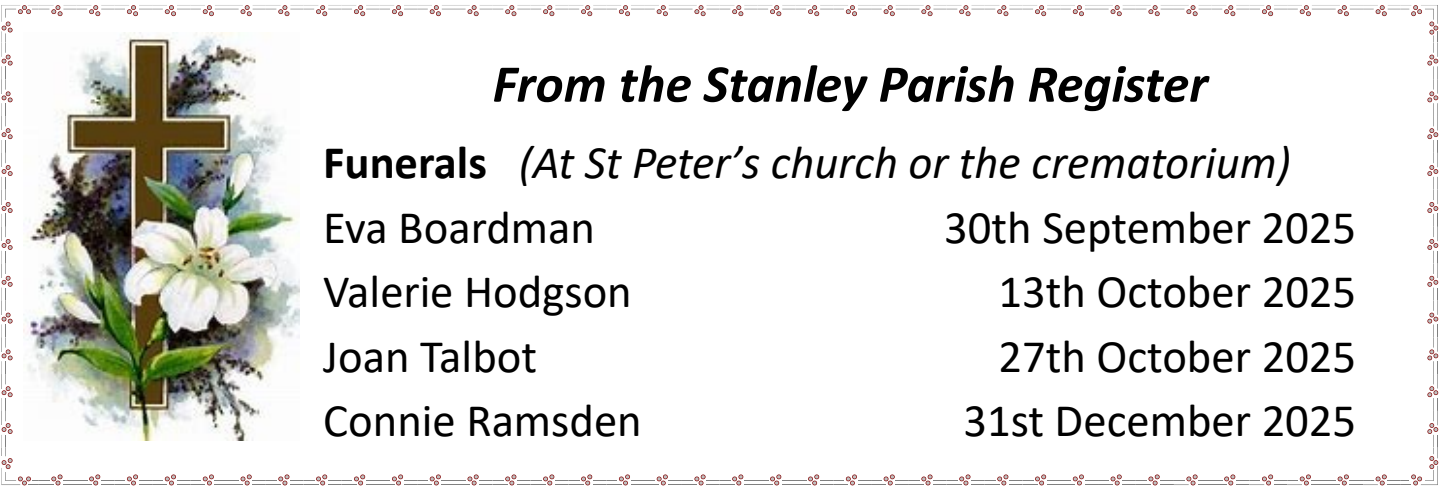 From the Stanley Parish Register
Funerals (At St Peter’s church or the crematorium)
Eva Boardman 30th September 2025
Valerie Hodgson 13th October 2025
Joan Talbot 27th October 2025
Connie Ramsden 31st December 2025